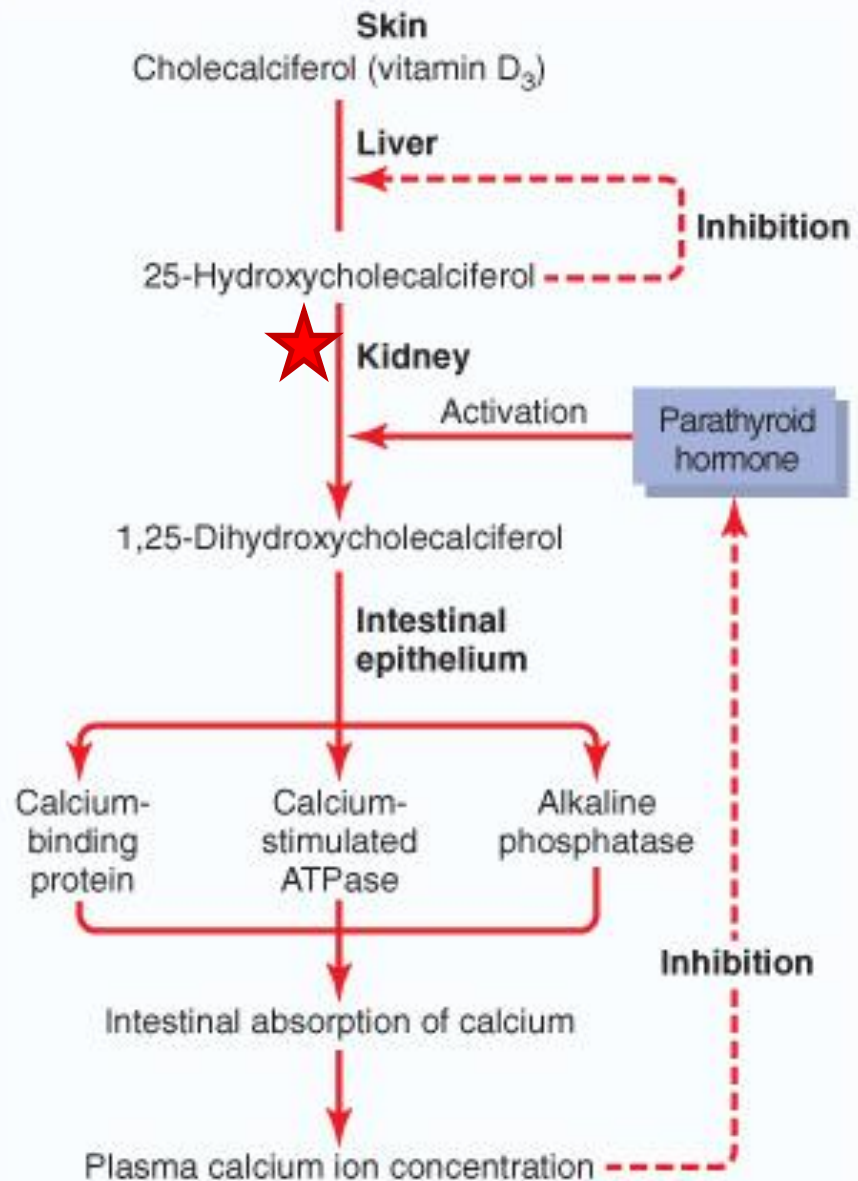 Skin
Cholecalciferol (vitamin D₃)
Liver
Inhibition
25-Hydroxycholecalciferol
Kidney
Activation
Parathyroid
hormone
1,25-Dihydroxycholecalciferol
Intestinal
epithelium
Calcium-
binding
protein
Calcium-
stimulated
ATPase
Alkaline
phosphatase
Inhibition
Intestinal absorption of calcium
Plasma calcium ion concentration